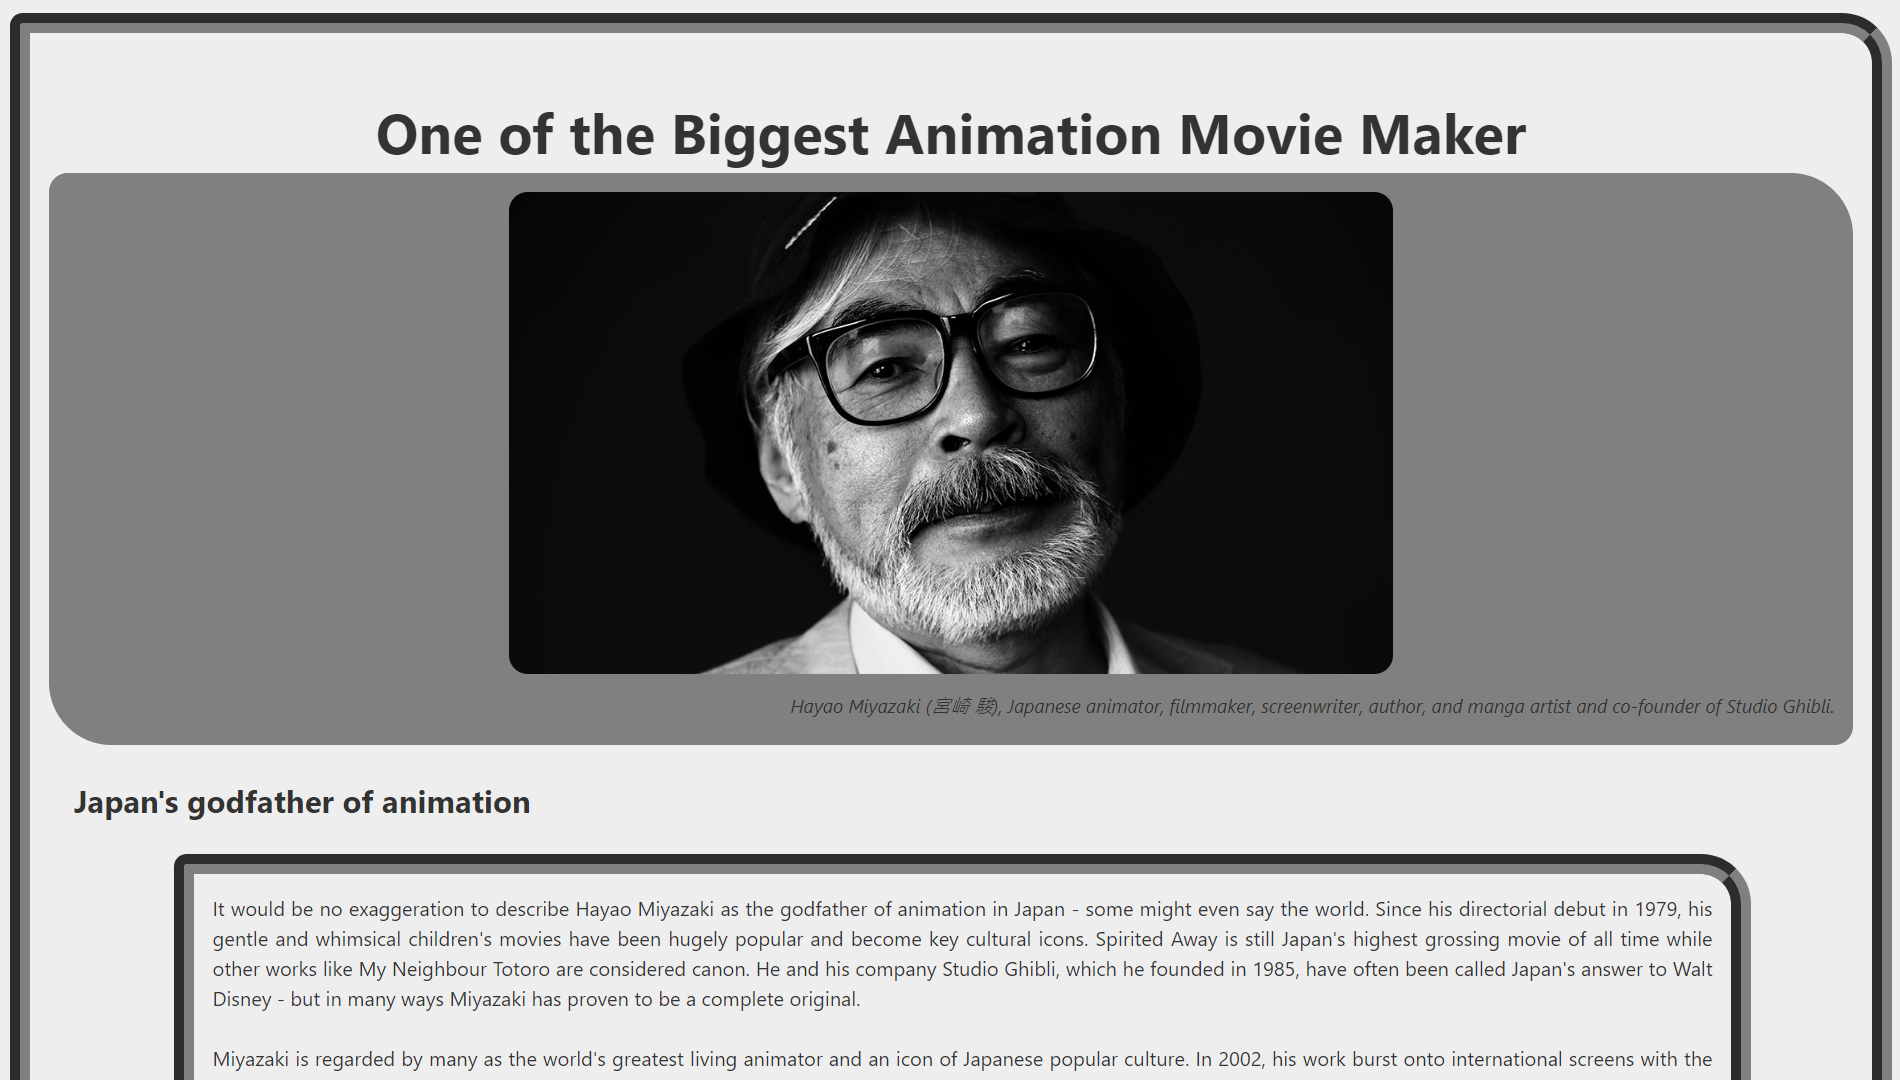 One of the Biggest Animation Movie Maker
Hayao Miyazaki (宮崎 駿), Japanese animator, filmmaker, screenwriter, author, and manga artist and co-founder of Studio Ghibli.
Japan's godfather of animation
It would be no exaggeration to describe Hayao Miyazaki as the godfather of animation in Japan - some might even say the world. Since his directorial debut in 1979, his
gentle and whimsical children's movies have been hugely popular and become key cultural icons. Spirited Away is still Japan's highest grossing movie of all time while
other works like My Neighbour Totoro are considered canon. He and his company Studio Ghibli, which he founded in 1985, have often been called Japan's answer to Walt
Disney - but in many ways Miyazaki has proven to be a complete original.
Miyazaki is regarded by many as the world's greatest living animator and an icon of Japanese popular culture. In 2002, his work burst onto international screens with the